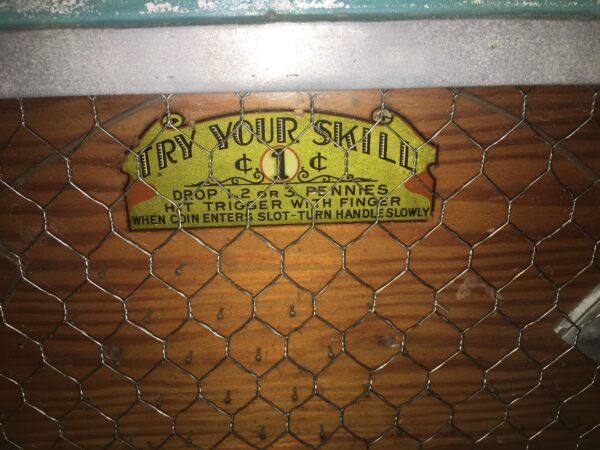 TRY YOUR SKILL
¢ 1 ¢
DROP 1, 2 OR 3 PENNIES
HIT TRIGGER WITH FINGER
WHEN COIN ENTERS SLOT - TURN HANDLE SLOWLY